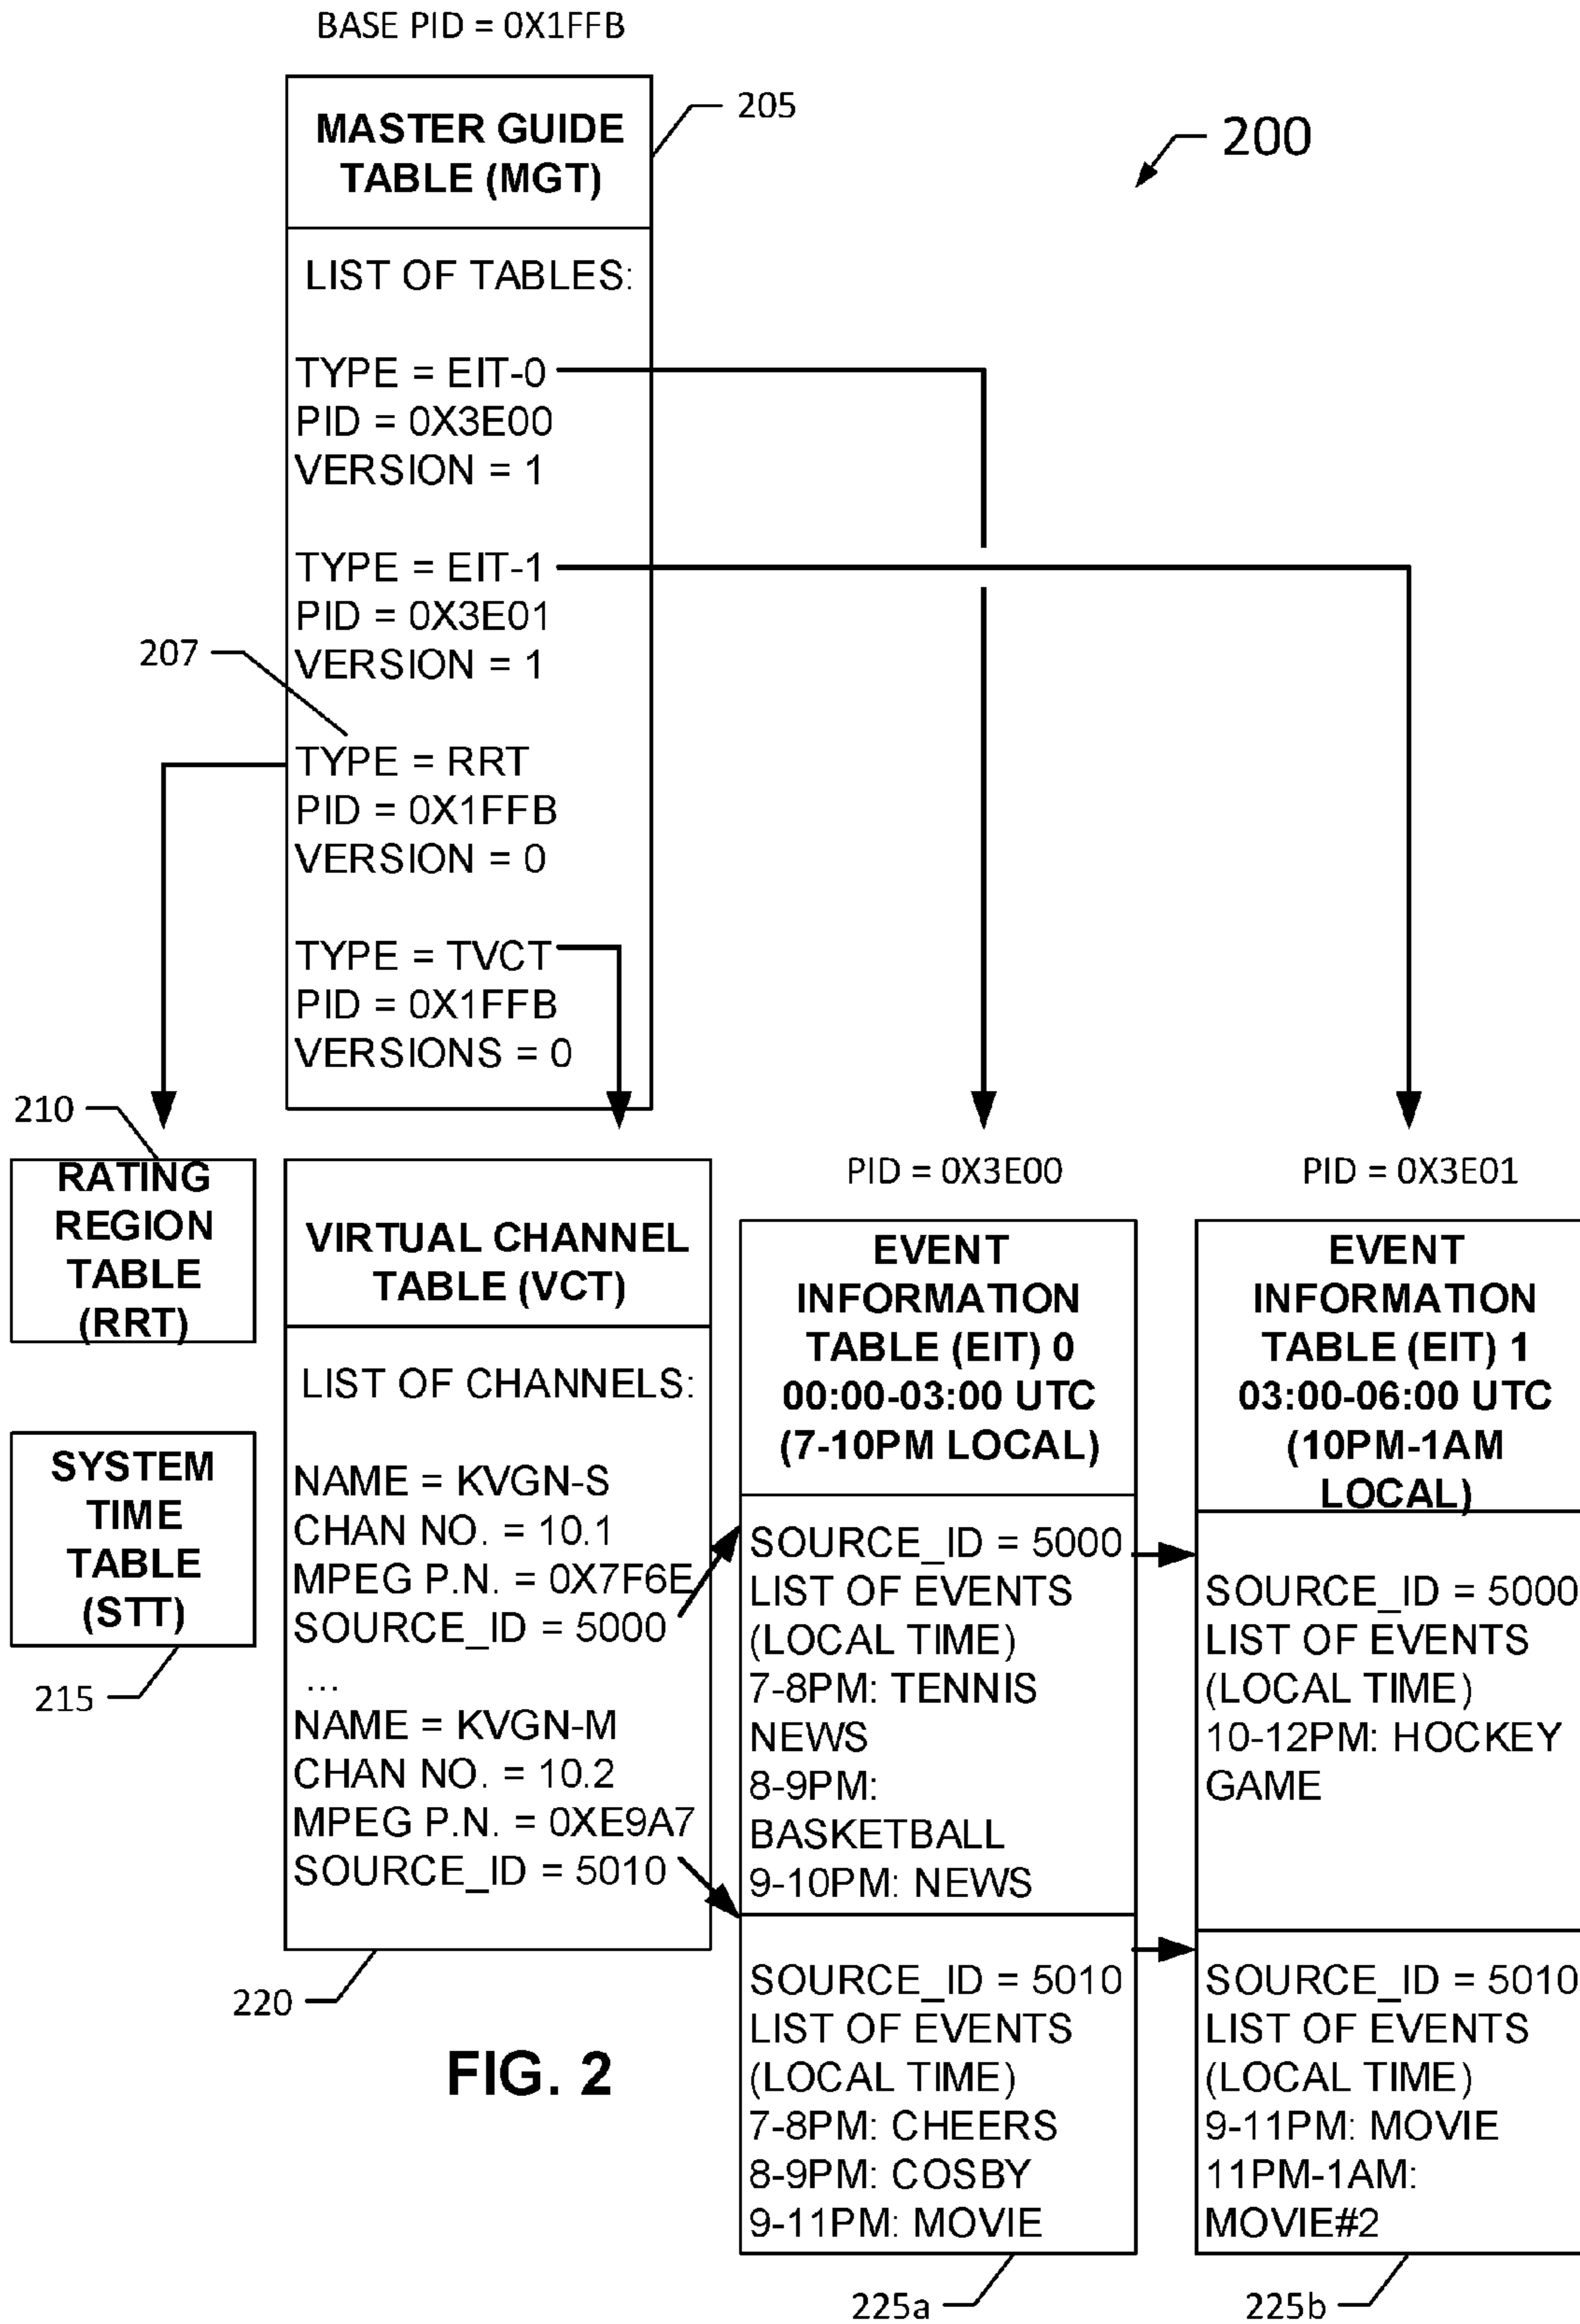 BASE PID = 0X1FFB
MASTER GUIDE
TABLE (MGT)
205
200
LIST OF TABLES:
TYPE = EIT-0
PID = 0X3E00
VERSION = 1
TYPE = EIT-1
PID = 0X3E01
VERSION = 1
207
TYPE = RRT
PID = 0X1FFB
VERSION = 0
TYPE = TVCT
PID = 0X1FFB
VERSIONS = 0
210
RATING
REGION
TABLE
(RRT)
SYSTEM
TIME
TABLE
(STT)
215
VIRTUAL CHANNEL
TABLE (VCT)
LIST OF CHANNELS:
NAME = KVGN-S
CHAN NO. = 10.1
MPEG P.N. = 0X7F6E
SOURCE_ID = 5000
...
NAME = KVGN-M
CHAN NO. = 10.2
MPEG P.N. = 0XE9A7
SOURCE_ID = 5010
220
PID = 0X3E00
EVENT
INFORMATION
TABLE (EIT) 0
00:00-03:00 UTC
(7-10PM LOCAL)
SOURCE_ID = 5000
LIST OF EVENTS
(LOCAL TIME)
7-8PM: TENNIS
NEWS
8-9PM:
BASKETBALL
9-10PM: NEWS
SOURCE_ID = 5010
LIST OF EVENTS
(LOCAL TIME)
7-8PM: CHEERS
8-9PM: COSBY
9-11PM: MOVIE
225a
PID = 0X3E01
EVENT
INFORMATION
TABLE (EIT) 1
03:00-06:00 UTC
(10PM-1AM
LOCAL)
SOURCE_ID = 5000
LIST OF EVENTS
(LOCAL TIME)
10-12PM: HOCKEY
GAME
SOURCE_ID = 5010
LIST OF EVENTS
(LOCAL TIME)
9-11PM: MOVIE
11PM-1AM:
MOVIE#2
225b
FIG. 2